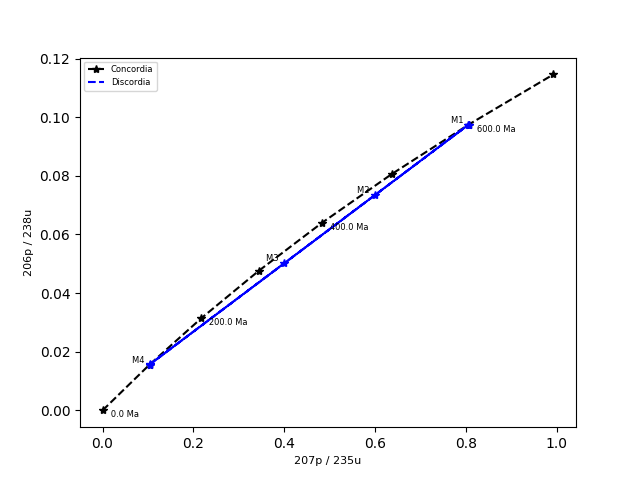 0.12
Concordia
Discordia
M1
600.0 Ma
0.10
0.08
M2
400.0 Ma
0.06
M3
0.04
200.0 Ma
0.02
M4
0.0 Ma
0.00
206p / 238u
0.0 0.2 0.4 0.6 0.8 1.0
207p / 235u